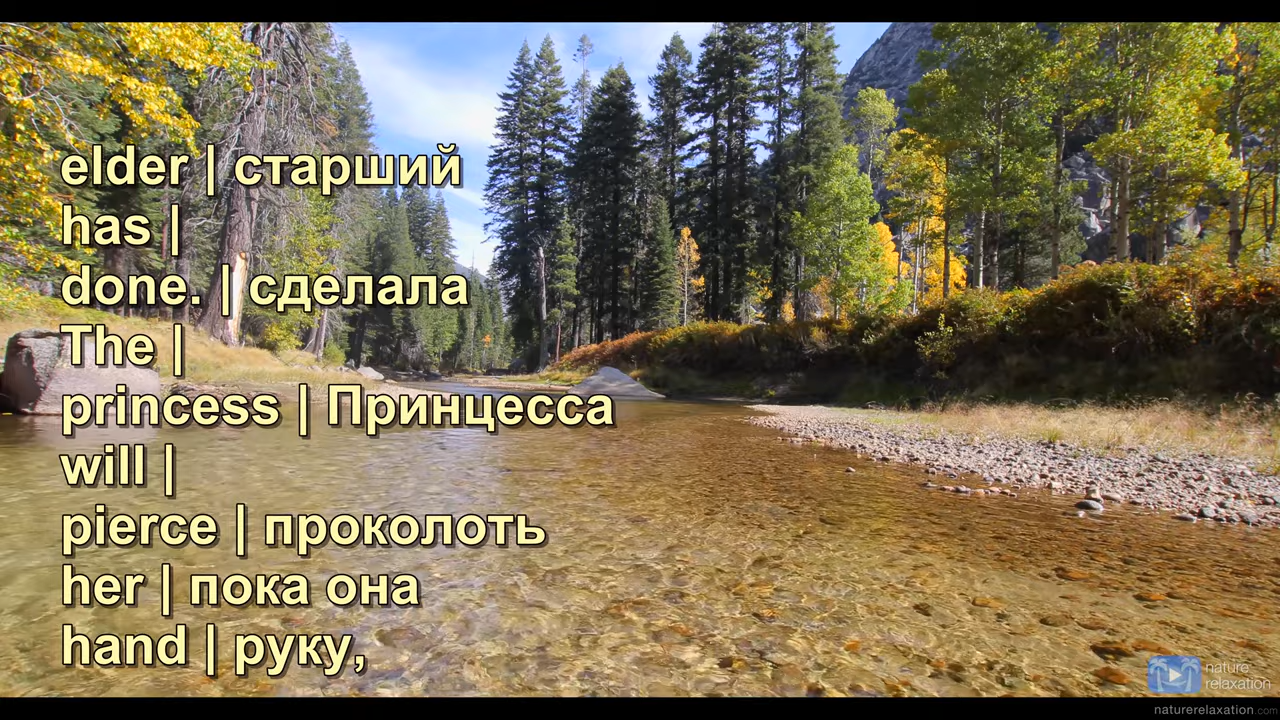 elder | старший
has |
done. | сделала
The |
princess | Принцесса
will |
pierce | проколоть
her | пока она
hand | руку,
nature
relaxation
naturerelaxation.com